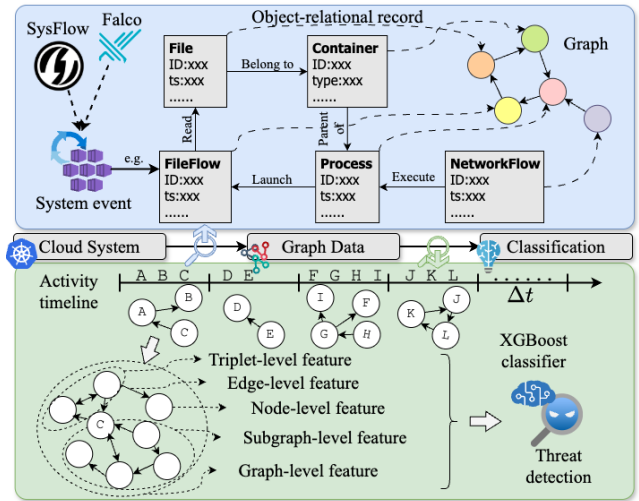 SysFlow
Falco
Object-relational record
File
ID:xxx
ts:xxx
......
Belong to
Container
ID:xxx
type:xxx
......
Graph
Read
Parent of
System event
e.g.
FileFlow
ID:xxx
ts:xxx
......
Launch
Process
ID:xxx
ts:xxx
......
Execute
NetworkFlow
ID:xxx
ts:xxx
......
Cloud System
Graph Data
Classification
Activity
timeline
A B C
D E
F G H I
J K L
.......
Δt
A
B
C
D
E
I
F
G
H
K
J
L
Triplet-level feature
Edge-level feature
Node-level feature
Subgraph-level feature
Graph-level feature
C
XGBoost
classifier
Threat
detection